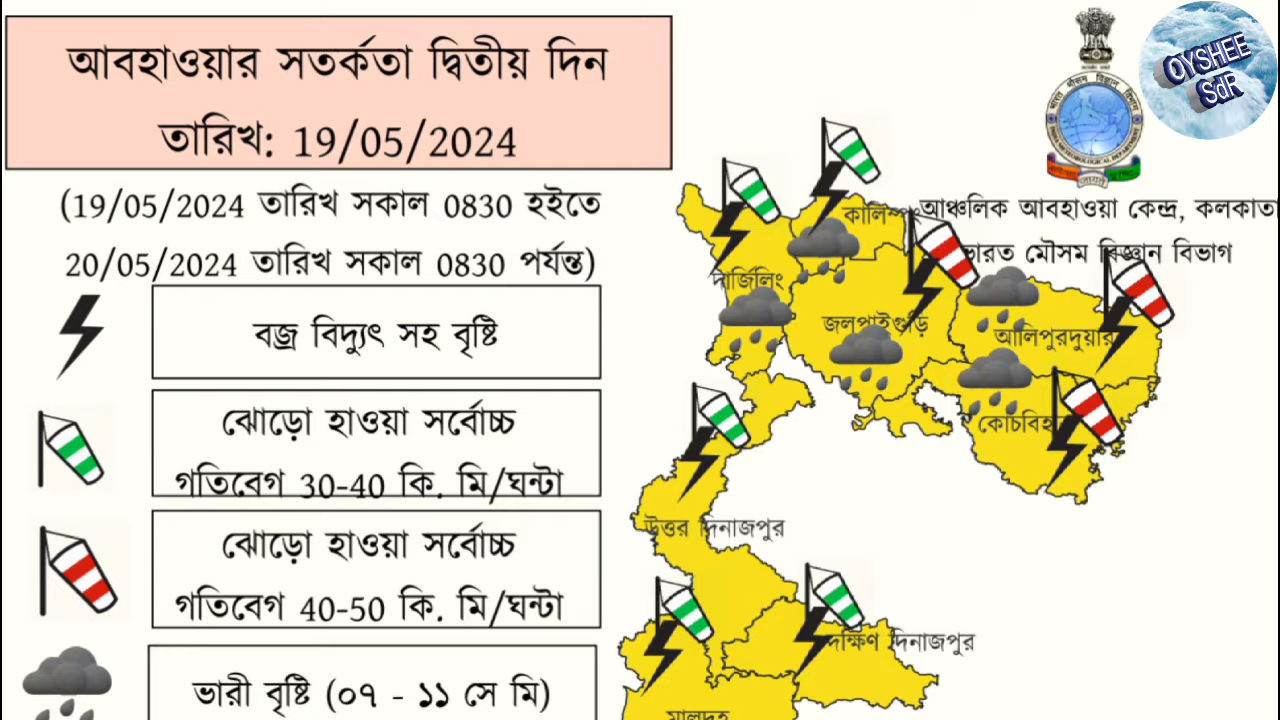 আবহাওয়ার সতর্কতা দ্বিতীয় দিন
তারিখ: 19/05/2024
(19/05/2024 তারিখ সকাল 0830 হইতে
20/05/2024 তারিখ সকাল 0830 পর্যন্ত)
বজ্র বিদ্যুৎ সহ বৃষ্টি
ঝোড়ো হাওয়া সর্বোচ্চ
গতিবেগ 30-40 কি. মি/ঘন্টা
ঝোড়ো হাওয়া সর্বোচ্চ
গতিবেগ 40-50 কি. মি/ঘন্টা
ভারী বৃষ্টি (০৭ - ১১ সে মি)
OYSHEE
SdR
আঞ্চলিক আবহাওয়া কেন্দ্র, কলকাতা
ভারত মৌসম বিজ্ঞান বিভাগ
কালিম্পং
দার্জিলিং
জলপাইগুড়ি
আলিপুরদুয়ার
উত্তর দিনাজপুর
দক্ষিণ দিনাজপুর
মালদহ